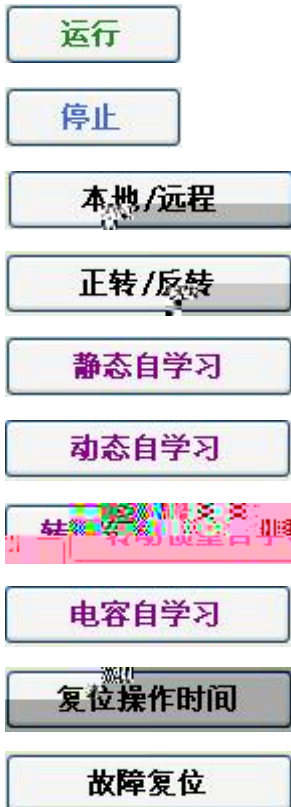 运行
停止
本地/远程
正转/反转
静态自学习
动态自学习
电容自学习
复位操作时间
故障复位